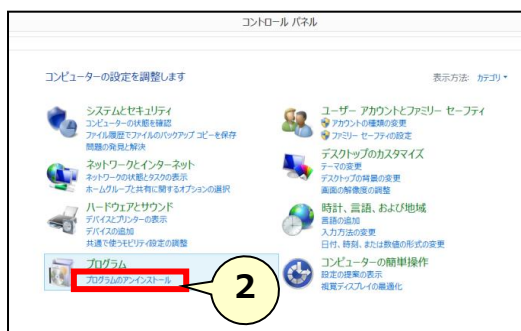 コントロール パネル
コンピューターの設定を調整します
表示方法: カテゴリ
システムとセキュリティ
コンピューターの状態を確認
ファイル履歴でファイルのバックアップ コピーを保存
問題の発見と解決
ネットワークとインターネット
ネットワークの状態とタスクの表示
ホームグループと共有に関するオプションの選択
ハードウェアとサウンド
デバイスとプリンターの表示
デバイスの追加
共通で使うモビリティ設定の調整
プログラム
プログラムのアンインストール
2
ユーザー アカウントとファミリー セーフティ
アカウントの種類の変更
ファミリー セーフティの設定
デスクトップのカスタマイズ
テーマの変更
デスクトップの背景の変更
画面の解像度の調整
時計、言語、および地域
言語の追加
入力方法の変更
日付、時刻、または数値の形式の変更
コンピューターの簡単操作
設定の提案の表示
視覚ディスプレイの最適化